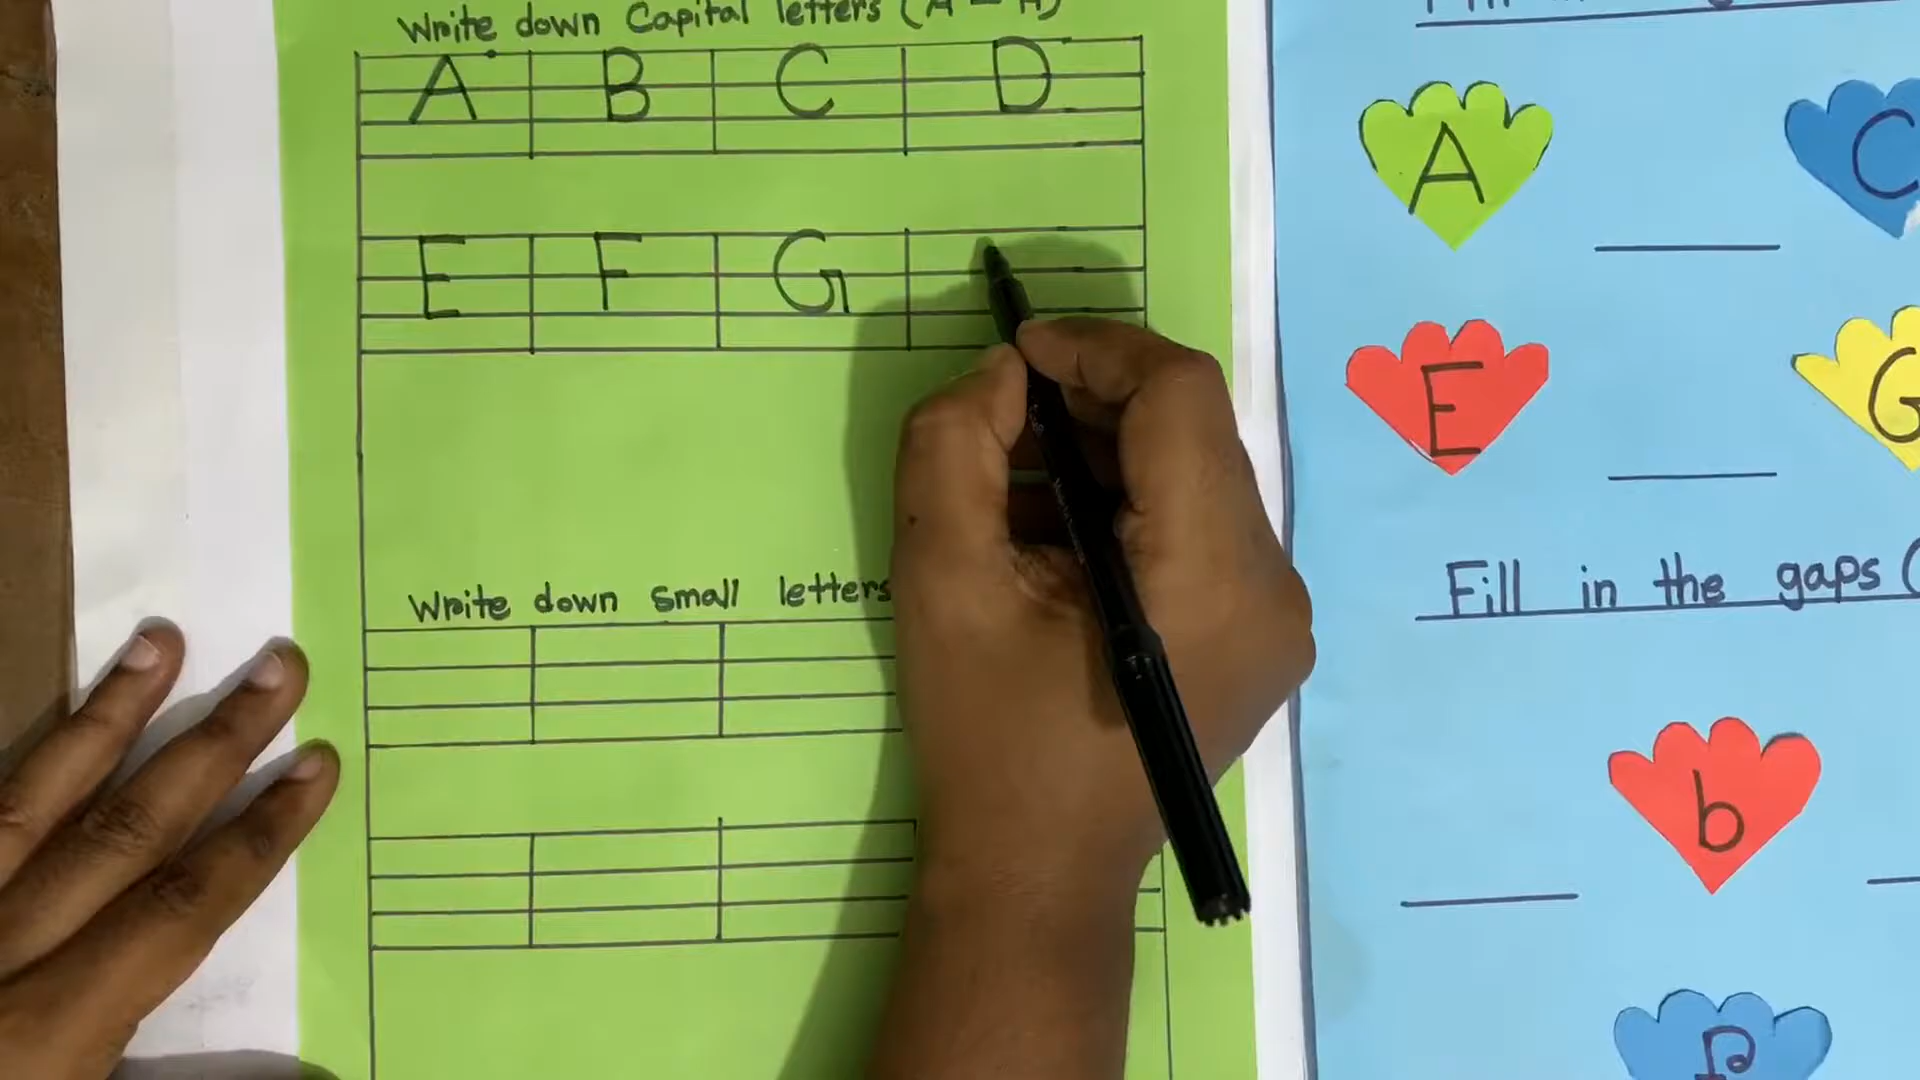 Write down Capital letters (A - H)
A B C D
E F G
Write down small letters
A C
E G
Fill in the gaps (
b